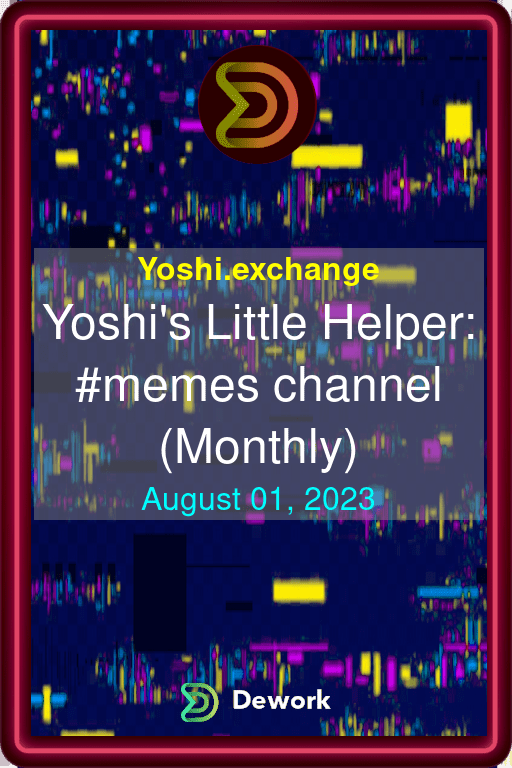 Yoshi.exchange
Yoshi's Little Helper:
#memes channel
(Monthly)
August 01, 2023
Dework